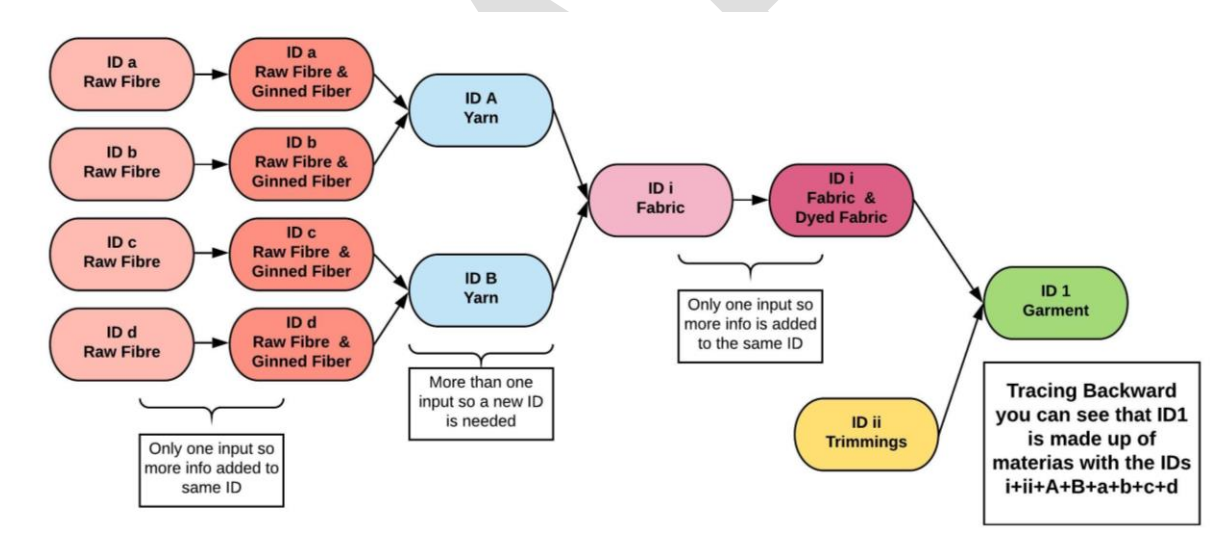 ID a
Raw Fibre
ID a
Raw Fibre &
Ginned Fiber
ID b
Raw Fibre
ID b
Raw Fibre &
Ginned Fiber
ID c
Raw Fibre
ID c
Raw Fibre &
Ginned Fiber
ID d
Raw Fibre
ID d
Raw Fibre &
Ginned Fiber
Only one input so
more info added to
same ID
ID A
Yarn
ID B
Yarn
More than one
input so a new ID
is needed
ID i
Fabric
ID i
Fabric &
Dyed Fabric
Only one input so
more info is added
to the same ID
ID ii
Trimmings
ID 1
Garment
Tracing Backward
you can see that ID1
is made up of
materias with the IDs
i+ii+A+B+a+b+c+d